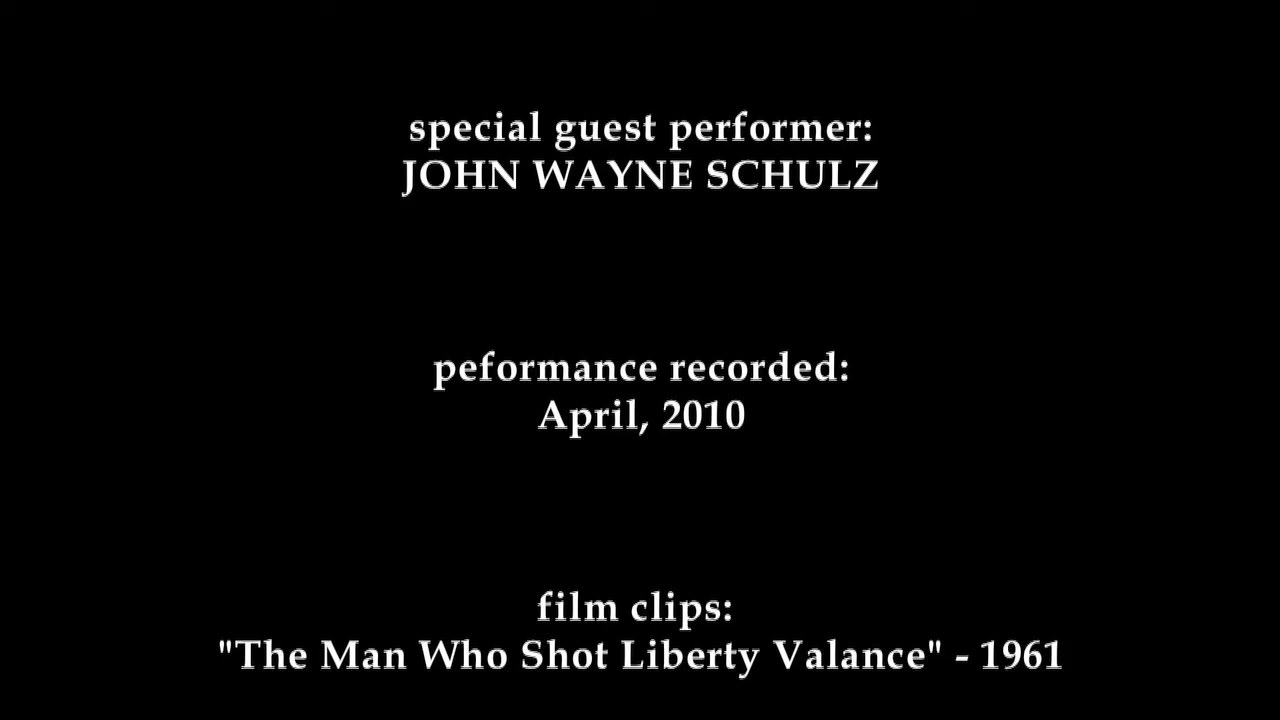 special guest performer:
JOHN WAYNE SCHULZ
peformance recorded:
April, 2010
film clips:
"The Man Who Shot Liberty Valance" - 1961